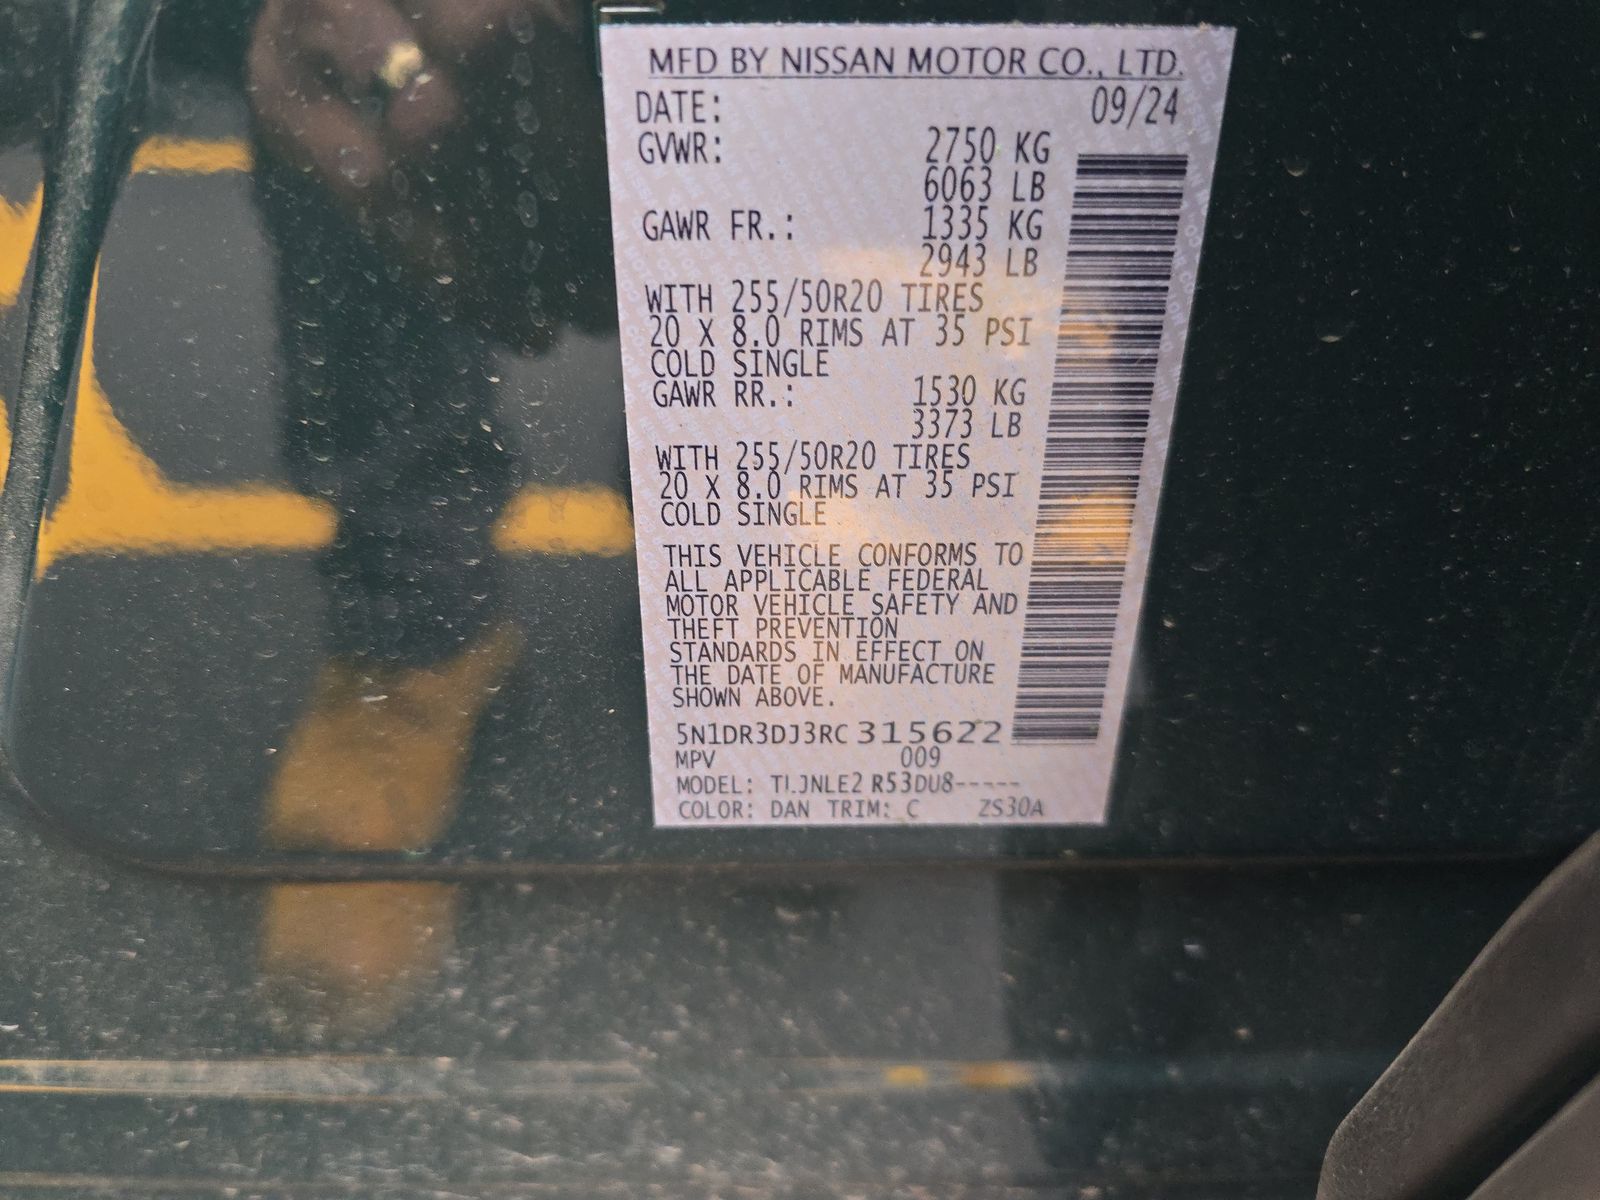 MFD BY NISSAN MOTOR CO., LTD.
DATE: 09/24
GVWR: 2750 KG
6063 LB
GAWR FR.: 1335 KG
2943 LB
WITH 255/50R20 TIRES
20 X 8.0 RIMS AT 35 PSI
COLD SINGLE
GAWR RR.: 1530 KG
3373 LB
WITH 255/50R20 TIRES
20 X 8.0 RIMS AT 35 PSI
COLD SINGLE
THIS VEHICLE CONFORMS TO
ALL APPLICABLE FEDERAL
MOTOR VEHICLE SAFETY AND
THEFT PREVENTION
STANDARDS IN EFFECT ON
THE DATE OF MANUFACTURE
SHOWN ABOVE.
5N1DR3DJ3RC315622
MPV 009
MODEL: TLJNLE2 R53DU8-----
COLOR: DAN TRIM: C ZS30A